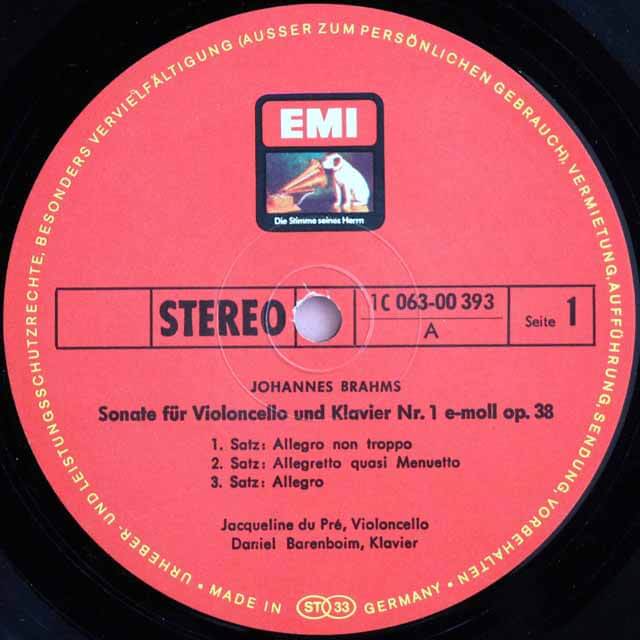 URHEBER- UND LEISTUNGSSCHUTZRECHTE, BESONDERS VERVIELFÄLTIGUNG (AUSSER ZUM PERSÖNLICHEN GEBRAUCH), VERMIETUNG, AUFFÜHRUNG, SENDUNG, VORBEHALTEN
EMI
Die Stimme seines Herrn
STEREO
1C 063-00 393
A
Seite 1
JOHANNES BRAHMS
Sonate für Violoncello und Klavier Nr. 1 e-moll op. 38
1. Satz: Allegro non troppo
2. Satz: Allegretto quasi Menuetto
3. Satz: Allegro
Jacqueline du Pré, Violoncello
Daniel Barenboim, Klavier
• MADE IN ST 33 GERMANY •